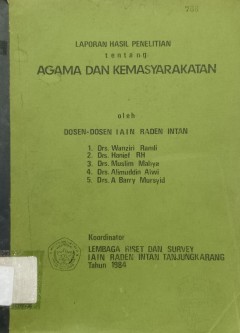 LAPORAN HASIL PENELITIAN
tentang
AGAMA DAN KEMASYARAKATAN
oleh
DOSEN-DOSEN IAIN RADEN INTAN
1. Drs. Wanziri Ramli
2. Drs. Hanief RH
3. Drs. Muslim Malaya
4. Drs. Almuddin Alwi
5. Drs. A Barry Mursyid
Koordinator
LEMBAGA RISET DAN SURVEY
IAIN RADEN INTAN TANJUNGKARANG
Tahun 1984